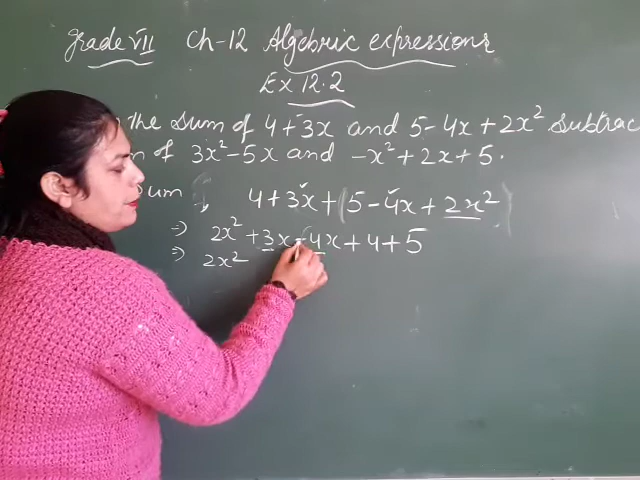 Grade VII Ch-12 Algebric expressions
Ex 12.2
the sum of 4+3x and 5-4x+2x² subtrac
of 3x²-5x and -x²+2x+5.
um , 4+3x+(5-4x+2x²)
⇒ 2x²+3x-4x+4+5
⇒ 2x²